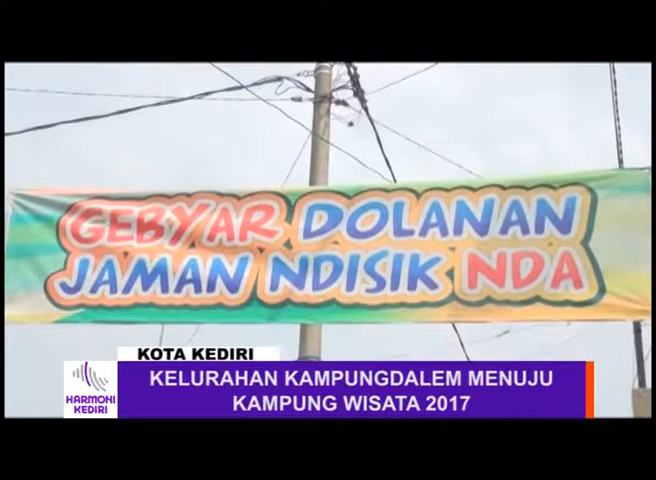 GEBYAR DOLANAN
JAMAN NDISIK NDA
KOTA KEDIRI
HARMONI
KEDIRI
KELURAHAN KAMPUNGDALEM MENUJU
KAMPUNG WISATA 2017